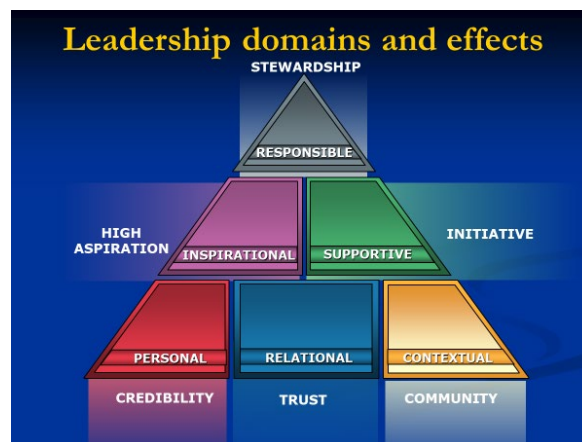 Leadership domains and effects
STEWARDSHIP
RESPONSIBLE
HIGH
ASPIRATION
INSPIRATIONAL
SUPPORTIVE
INITIATIVE
PERSONAL
RELATIONAL
CONTEXTUAL
CREDIBILITY
TRUST
COMMUNITY